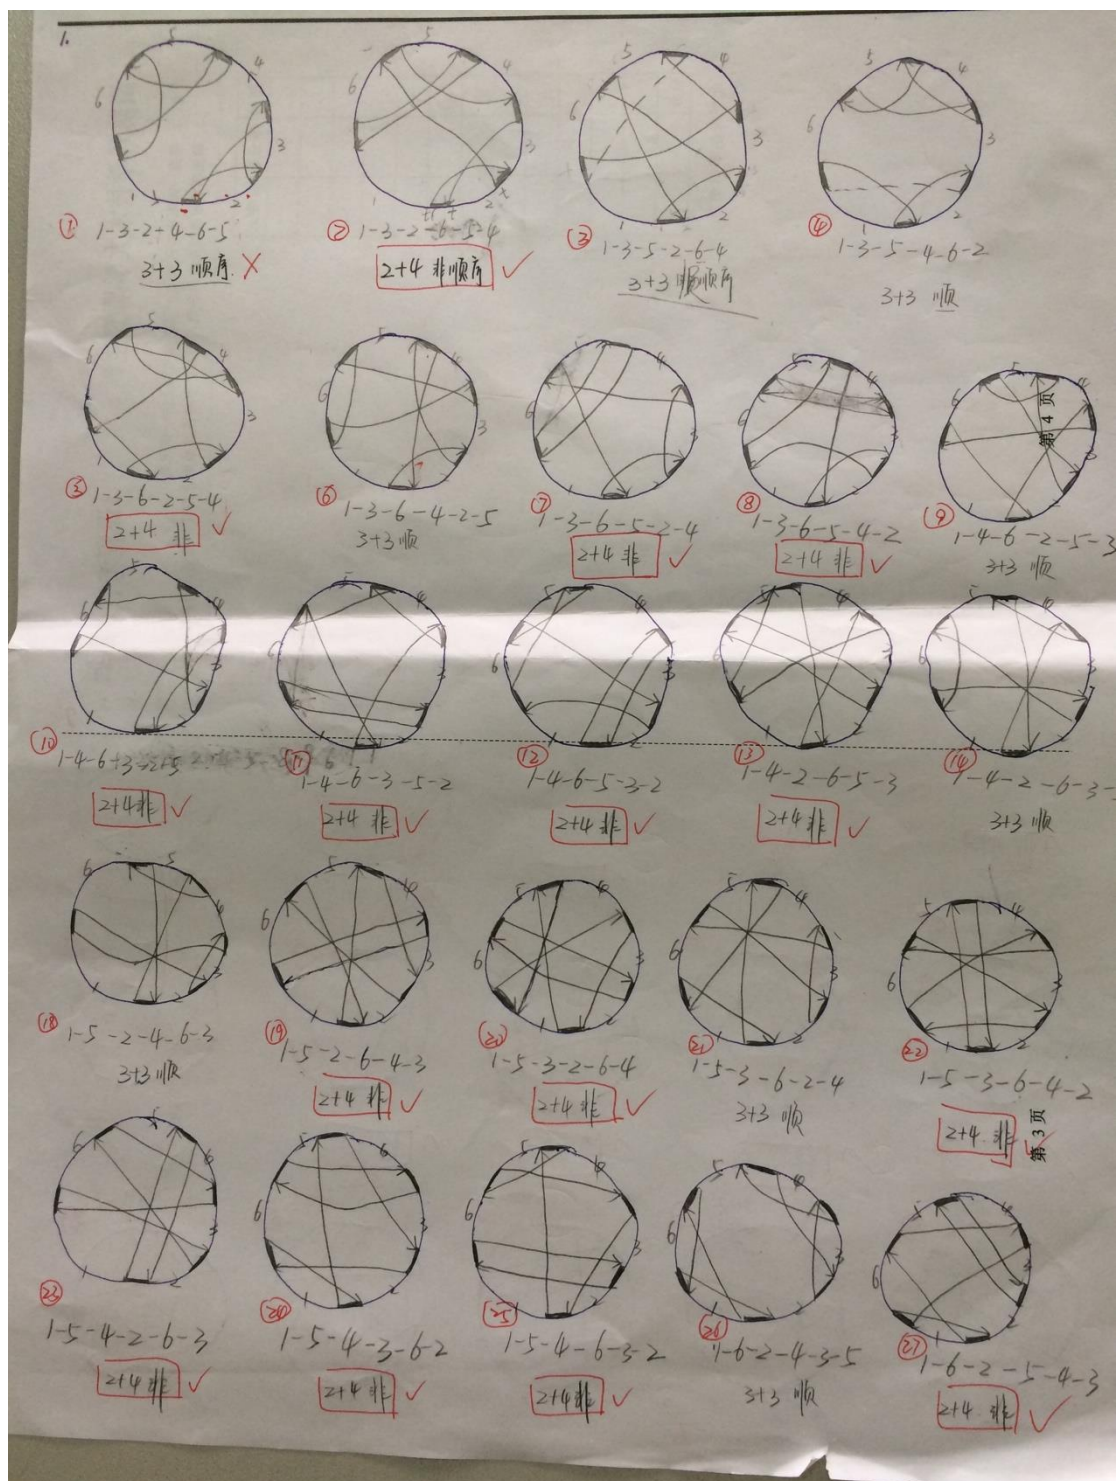 1.
① 1-3-2-4-6-5
3+3 顺序 ×
② 1-3-2-6-5-4
2+4 非顺序 ✓
③ 1-3-5-2-6-4
3+3 顺序
④ 1-3-5-4-6-2
3+3 顺
⑤ 1-3-6-2-5-4
2+4 非 ✓
⑥ 1-3-6-4-2-5
3+3 顺
⑦ 1-3-6-5-2-4
2+4 非 ✓
⑧ 1-3-6-5-4-2
2+4 非 ✓
第 4 页
⑨ 1-4-6-2-5-3
3+3 顺
⑩ 1-4-6-3-2-5
2+4 非 ✓
⑪ 1-4-6-3-5-2
2+4 非 ✓
⑫ 1-4-6-5-3-2
2+4 非 ✓
⑬ 1-4-2-6-5-3
2+4 非 ✓
⑭ 1-4-2-6-3-
3+3 顺
⑱ 1-5-2-4-6-3
3+3 顺
⑲ 1-5-2-6-4-3
2+4 非 ✓
⑳ 1-5-3-2-6-4
2+4 非 ✓
㉑ 1-5-3-6-2-4
3+3 顺
㉒ 1-5-3-6-4-2
2+4 非 ✓
第 3 页
㉓ 1-5-4-2-6-3
2+4 非 ✓
㉔ 1-5-4-3-6-2
2+4 非 ✓
㉕ 1-5-4-6-3-2
2+4 非 ✓
㉖ 1-6-2-4-3-5
3+3 顺
㉗ 1-6-2-5-4-3
2+4 非 ✓